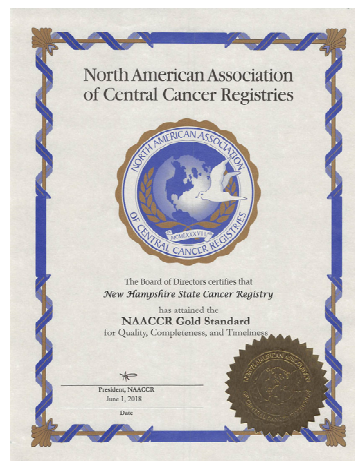 North American Association
of Central Cancer Registries
NORTH AMERICAN ASSOCIATION
OF CENTRAL CANCER REGISTRIES
The Board of Directors certifies that
New Hampshire State Cancer Registry
has attained the
NAACCR Gold Standard
for Quality, Completeness, and Timeliness
President, NAACCR
June 1, 2018
Date